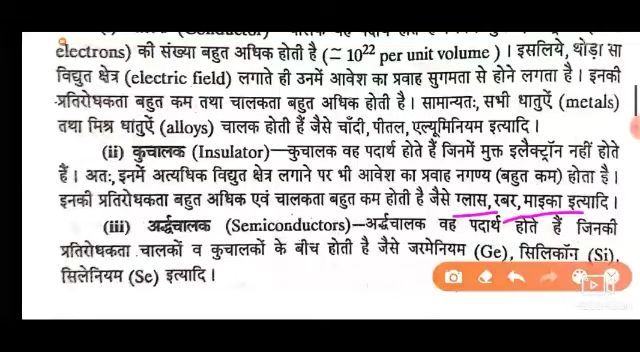 (Conductor)
electrons) की संख्या बहुत अधिक होती है (≃ 10²² per unit volume)। इसलिये, थोड़ा सा
विद्युत क्षेत्र (electric field) लगाते ही उनमें आवेश का प्रवाह सुगमता से होने लगता है। इनकी
प्रतिरोधकता बहुत कम तथा चालकता बहुत अधिक होती है। सामान्यतः, सभी धातुऐं (metals)
तथा मिश्र धातुऐं (alloys) चालक होती हैं जैसे चाँदी, पीतल, एल्यूमिनियम इत्यादि।
(ii) कुचालक (Insulator)—कुचालक वह पदार्थ होते हैं जिनमें मुक्त इलैक्ट्रॉन नहीं होते
हैं। अतः, इनमें अत्यधिक विद्युत क्षेत्र लगाने पर भी आवेश का प्रवाह नगण्य (बहुत कम) होता है।
इनकी प्रतिरोधकता बहुत अधिक एवं चालकता बहुत कम होती है जैसे ग्लास, रबर, माइका इत्यादि।
(iii) अर्द्धचालक (Semiconductors)—अर्द्धचालक वह पदार्थ होते हैं जिनकी
प्रतिरोधकता चालकों व कुचालकों के बीच होती है जैसे जरमेनियम (Ge), सिलिकॉन (Si),
सिलेनियम (Se) इत्यादि।